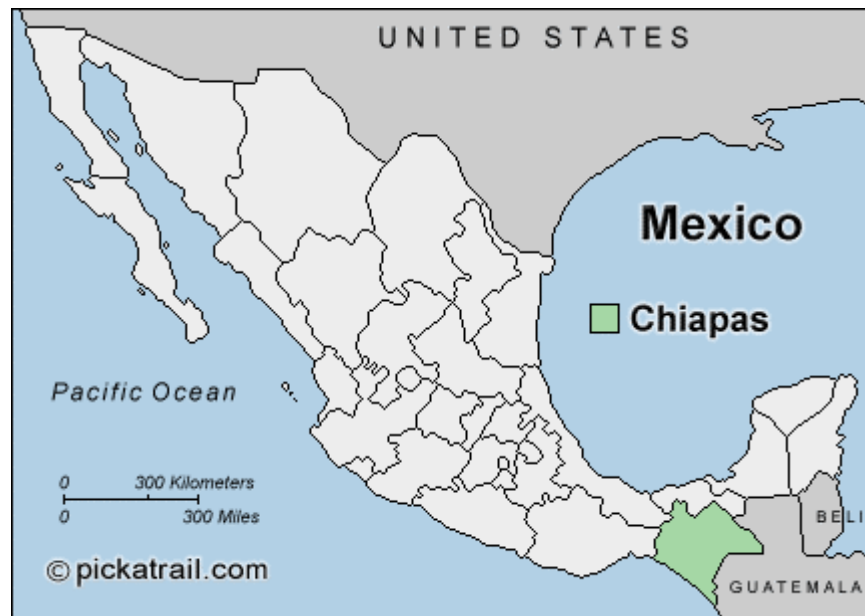 UNITED STATES
Mexico
Chiapas
Pacific Ocean
0 300 Kilometers
0 300 Miles
BELI
© pickatrail.com
GUATEMALA